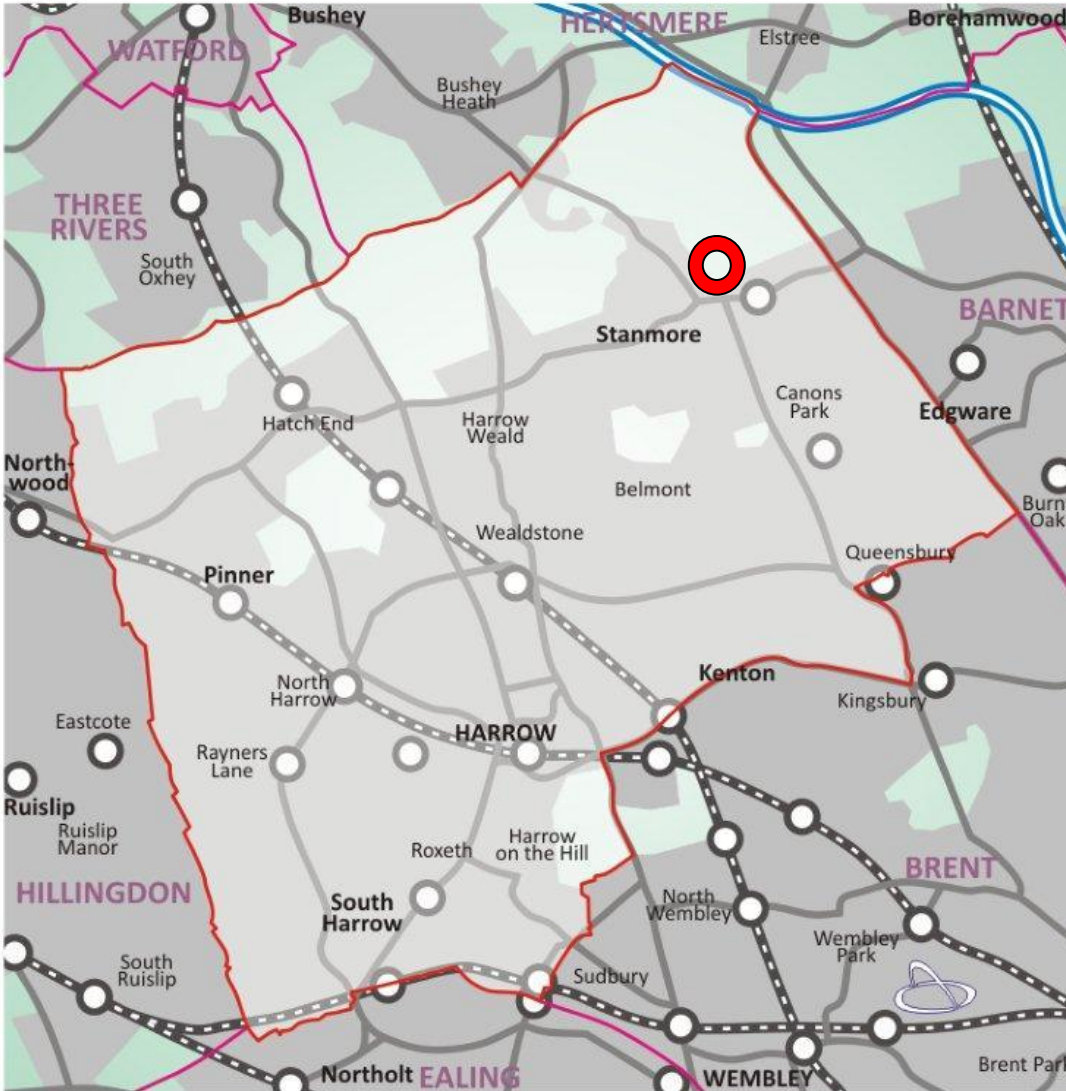 Bushey
HERTSMERE
Borehamwood
WATFORD
Elstree
Bushey
Heath
THREE
RIVERS
South
Oxhey
BARNET
Stanmore
Canons
Park
Edgware
Hatch End
Harrow
Weald
North-
wood
Belmont
Burn
Oak
Wealdstone
Queensbury
Pinner
Kenton
North
Harrow
Kingsbury
Eastcote
HARROW
Rayners
Lane
Ruislip
Ruislip
Manor
Roxeth
Harrow
on the Hill
BRENT
HILLINGDON
South
Harrow
North
Wembley
Wembley
Park
South
Ruislip
Sudbury
Northolt
EALING
WEMBLEY
Brent Park